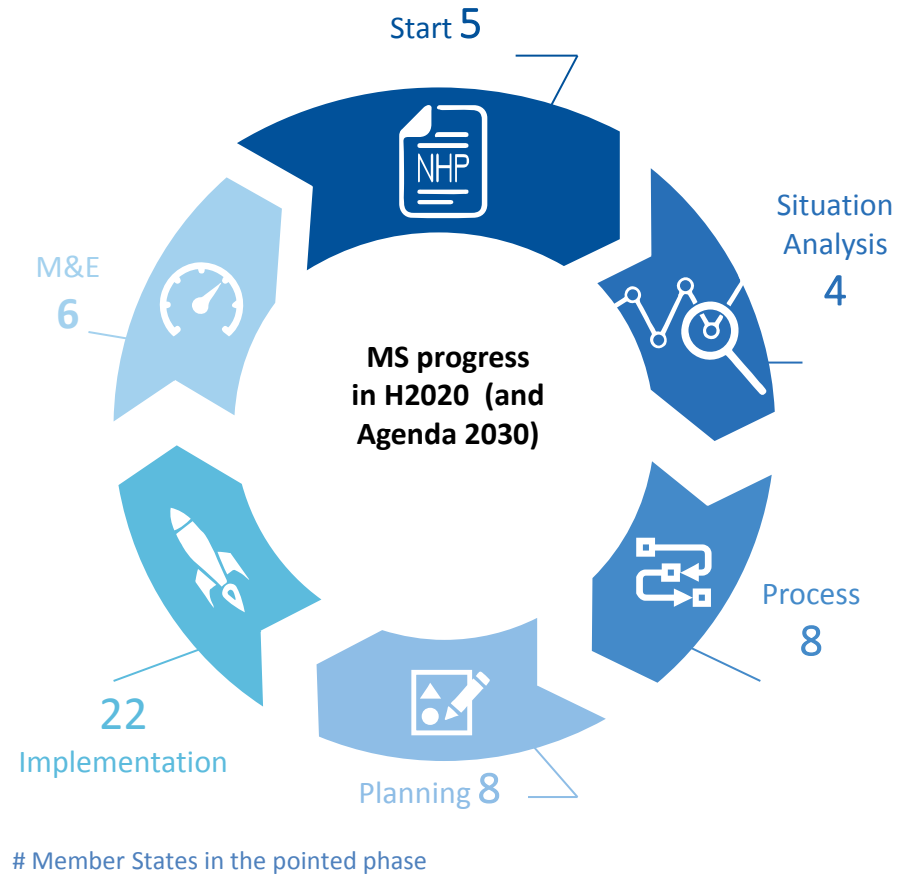 Start 5
NHP
Situation
Analysis
4
M&E
6
MS progress
in H2020 (and
Agenda 2030)
Process
8
22
Implementation
Planning 8
# Member States in the pointed phase